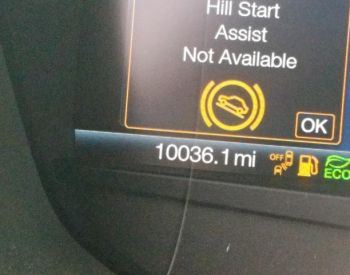 Hill Start
Assist
Not Available
OK
10036.1 mi
OFF
ECO